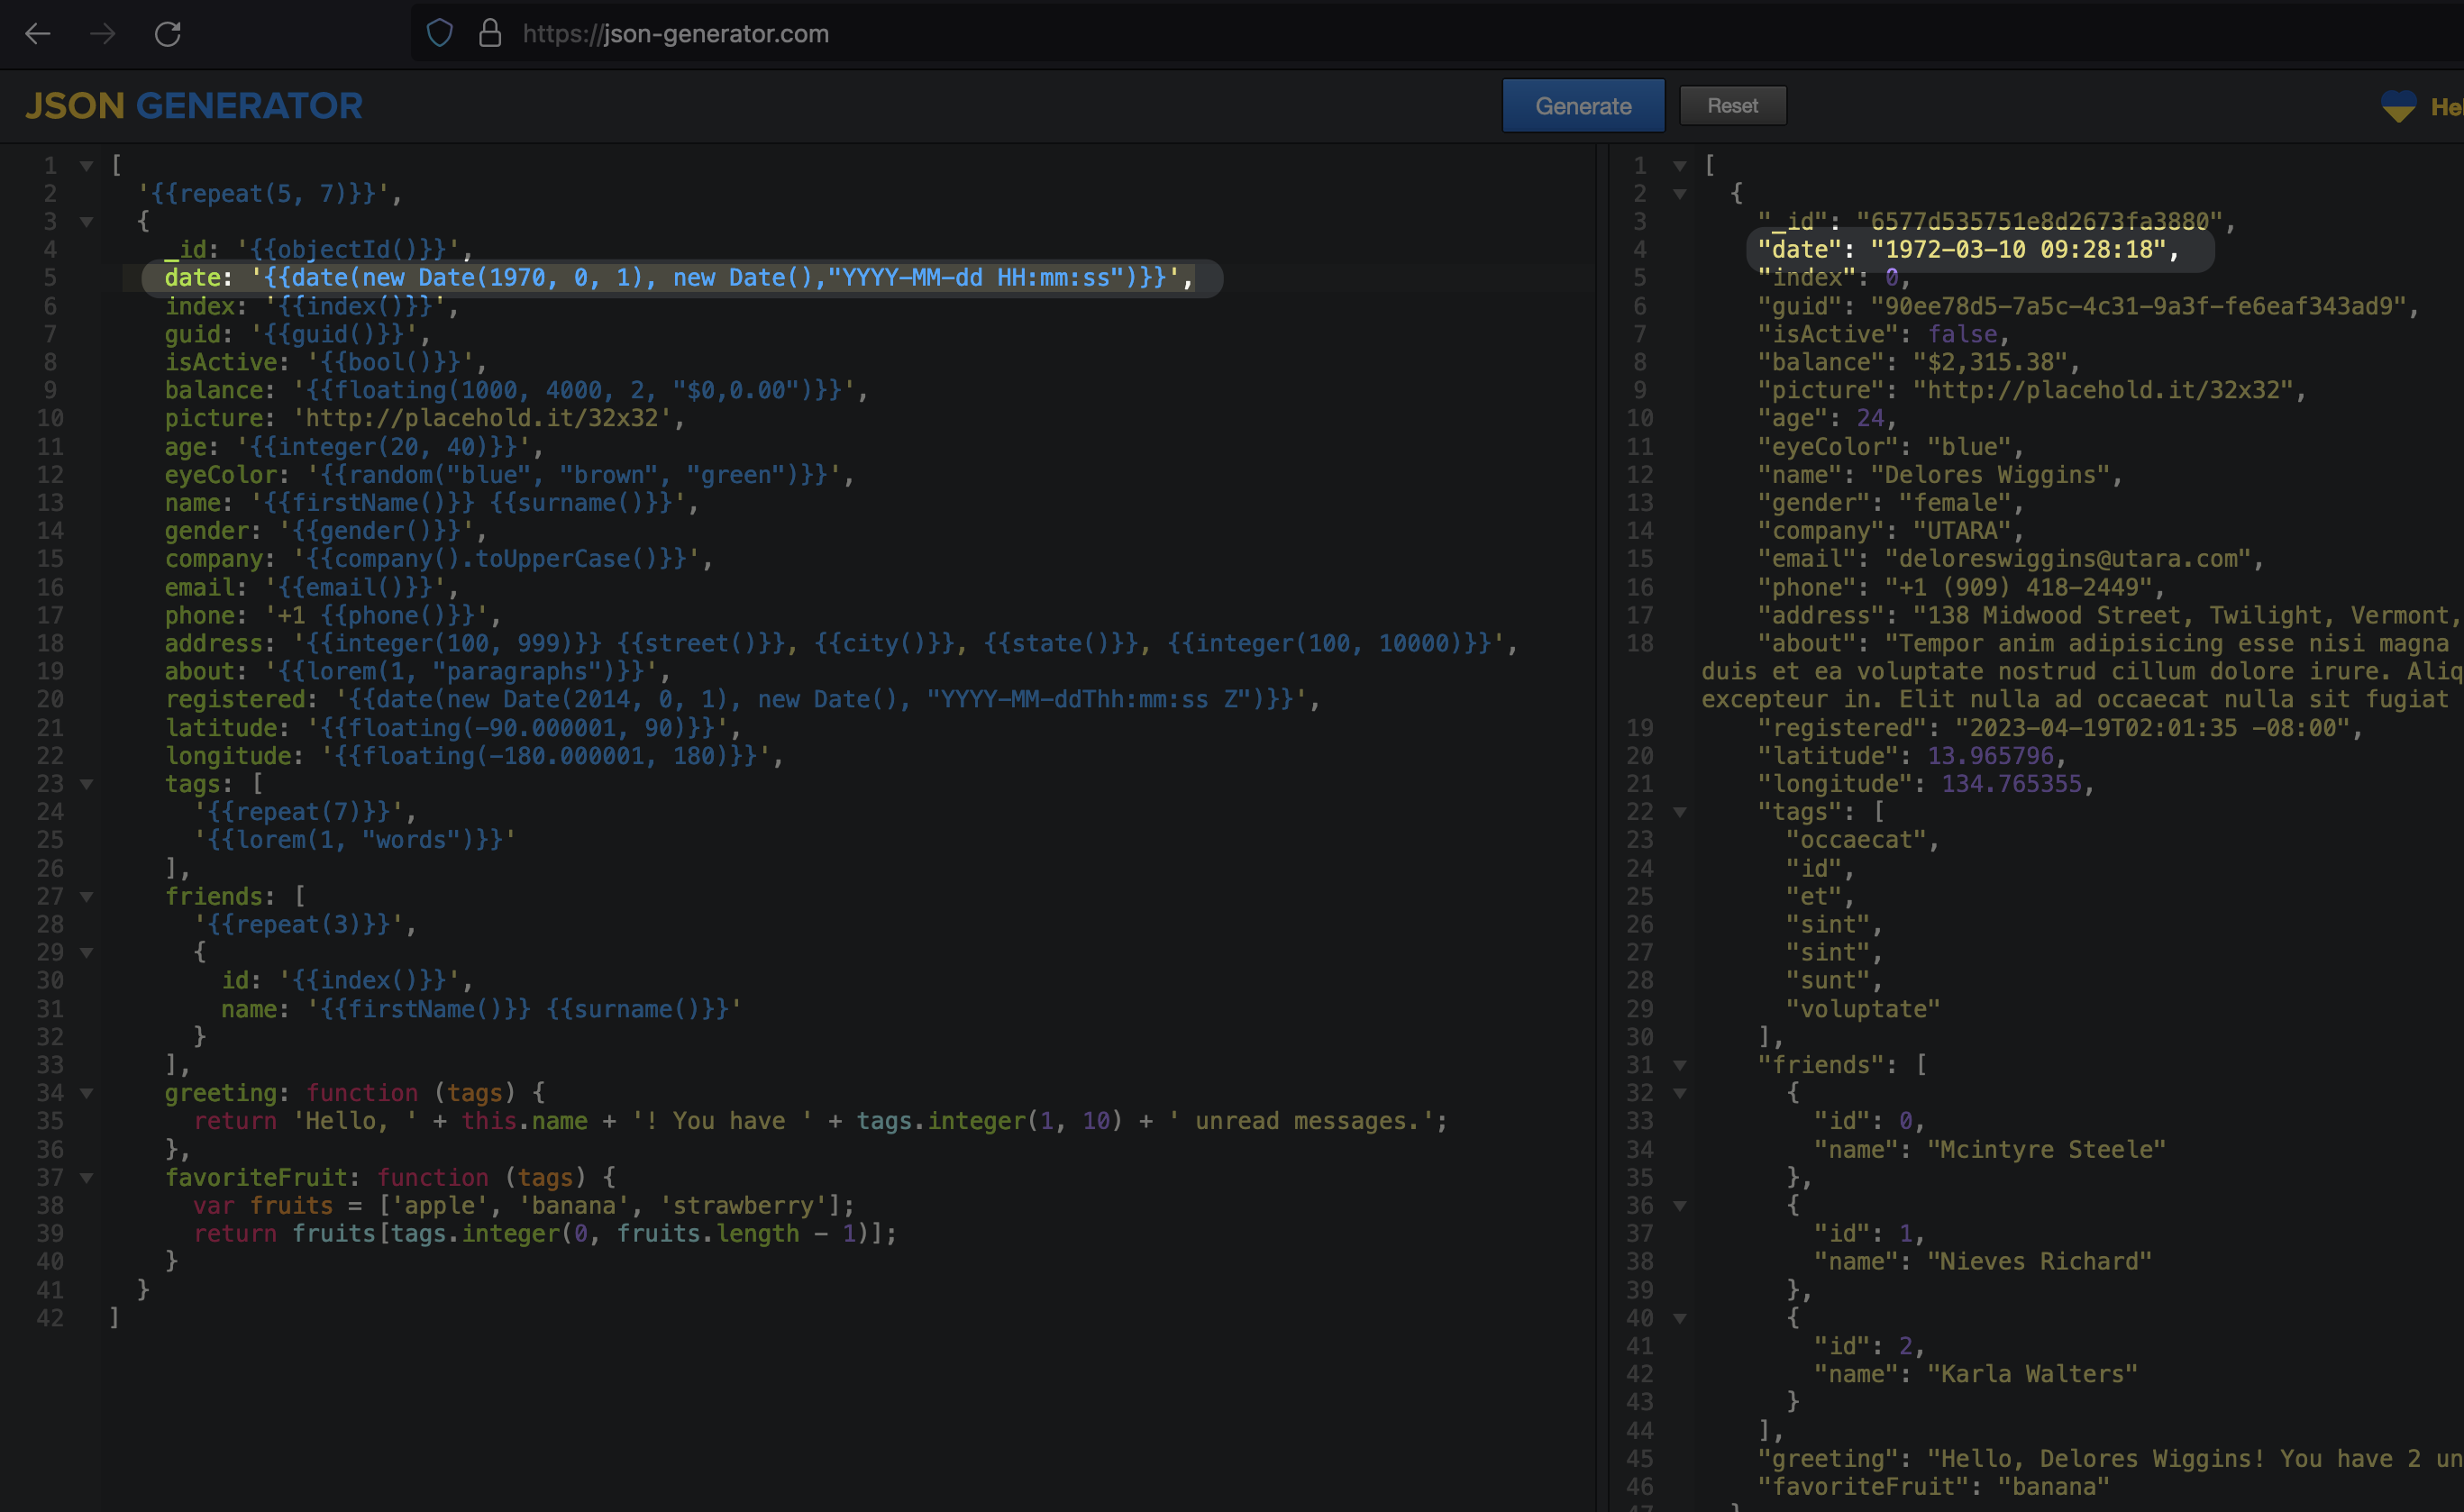 https://json-generator.com
JSON GENERATOR
Generate
Reset
1 [
2 '{{repeat(5, 7)}}',
3 {
4 _id: '{{objectId()}}',
5 date: '{{date(new Date(1970, 0, 1), new Date(),"YYYY-MM-dd HH:mm:ss")}}',
6 index: '{{index()}}',
7 guid: '{{guid()}}',
8 isActive: '{{bool()}}',
9 balance: '{{floating(1000, 4000, 2, "$0,0.00")}}',
10 picture: 'http://placehold.it/32x32',
11 age: '{{integer(20, 40)}}',
12 eyeColor: '{{random("blue", "brown", "green")}}',
13 name: '{{firstName()}} {{surname()}}',
14 gender: '{{gender()}}',
15 company: '{{company().toUpperCase()}}',
16 email: '{{email()}}',
17 phone: '+1 {{phone()}}',
18 address: '{{integer(100, 999)}} {{street()}}, {{city()}}, {{state()}}, {{integer(100, 10000)}}',
19 about: '{{lorem(1, "paragraphs")}}',
20 registered: '{{date(new Date(2014, 0, 1), new Date(), "YYYY-MM-ddThh:mm:ss Z")}}',
21 latitude: '{{floating(-90.000001, 90)}}',
22 longitude: '{{floating(-180.000001, 180)}}',
23 tags: [
24 '{{repeat(7)}}',
25 '{{lorem(1, "words")}}'
26 ],
27 friends: [
28 '{{repeat(3)}}',
29 {
30 id: '{{index()}}',
31 name: '{{firstName()}} {{surname()}}'
32 }
33 ],
34 greeting: function (tags) {
35 return 'Hello, ' + this.name + '! You have ' + tags.integer(1, 10) + ' unread messages.';
36 },
37 favoriteFruit: function (tags) {
38 var fruits = ['apple', 'banana', 'strawberry'];
39 return fruits[tags.integer(0, fruits.length - 1)];
40 }
41 }
42 ]
1 [
2 {
3 "_id": "6577d535751e8d2673fa3880",
4 "date": "1972-03-10 09:28:18",
5 "index": 0,
6 "guid": "90ee78d5-7a5c-4c31-9a3f-fe6eaf343ad9",
7 "isActive": false,
8 "balance": "$2,315.38",
9 "picture": "http://placehold.it/32x32",
10 "age": 24,
11 "eyeColor": "blue",
12 "name": "Delores Wiggins",
13 "gender": "female",
14 "company": "UTARA",
15 "email": "deloreswiggins@utara.com",
16 "phone": "+1 (909) 418-2449",
17 "address": "138 Midwood Street, Twilight, Vermont,
18 "about": "Tempor anim adipisicing esse nisi magna
duis et ea voluptate nostrud cillum dolore irure.
excepteur in. Elit nulla ad occaecat nulla sit fugiat
19 "registered": "2023-04-19T02:01:35 -08:00",
20 "latitude": 13.965796,
21 "longitude": 134.765355,
22 "tags": [
23 "occaecat",
24 "id",
25 "et",
26 "sint",
27 "sint",
28 "sunt",
29 "voluptate"
30 ],
31 "friends": [
32 {
33 "id": 0,
34 "name": "Mcintyre Steele"
35 },
36 {
37 "id": 1,
38 "name": "Nieves Richard"
39 },
40 {
41 "id": 2,
42 "name": "Karla Walters"
43 }
44 ],
45 "greeting": "Hello, Delores Wiggins! You have 2
46 "favoriteFruit": "banana"